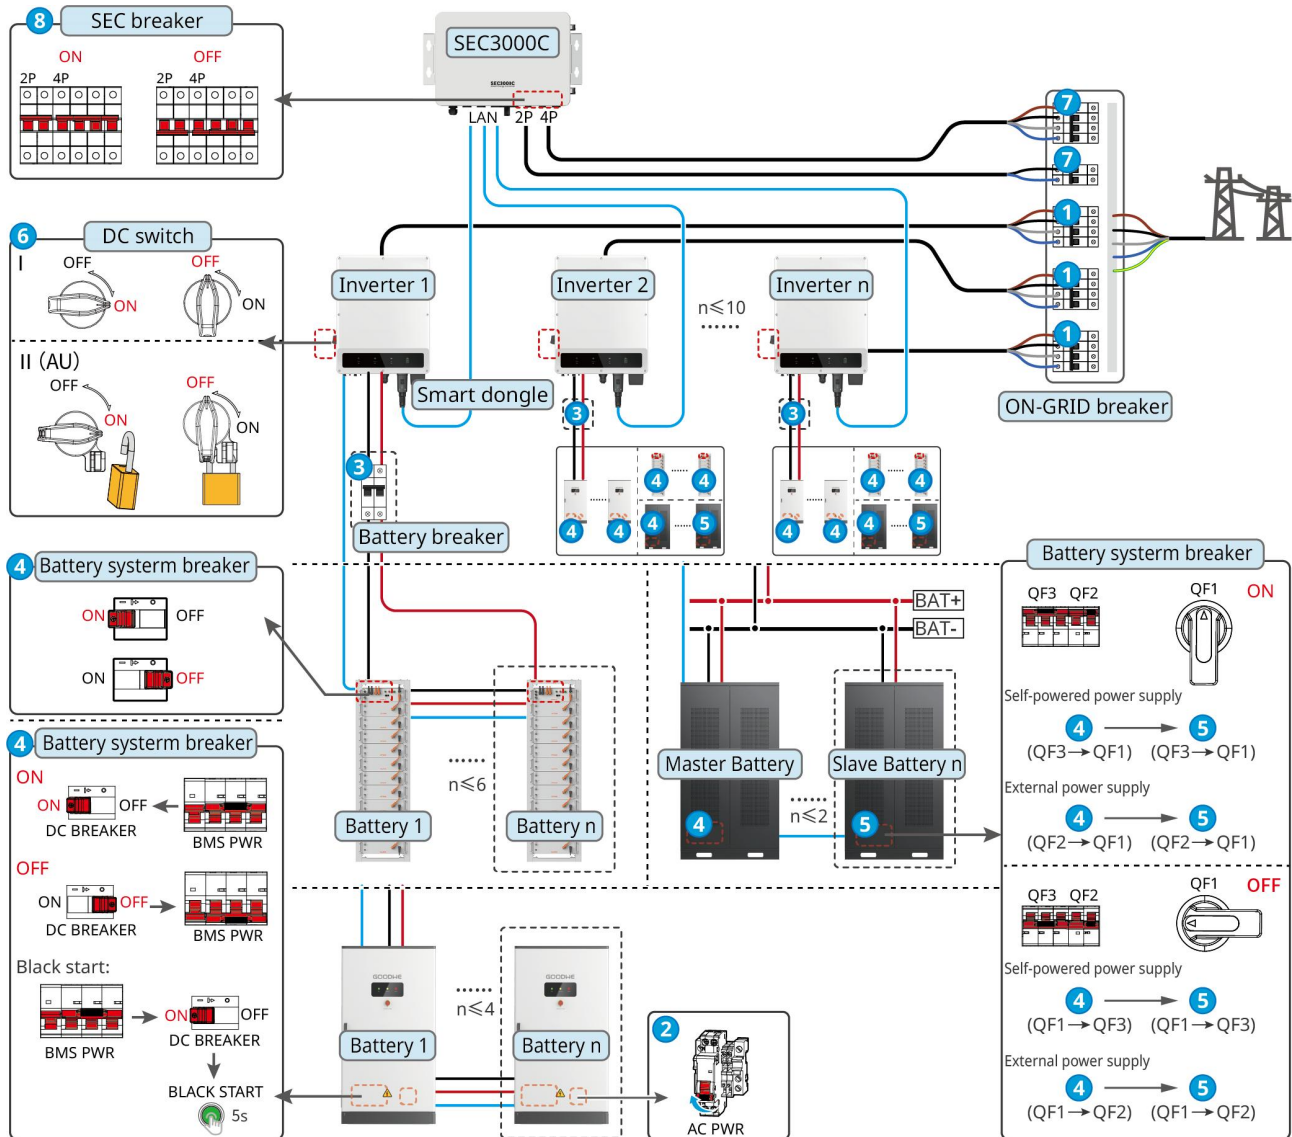 8 SEC breaker
ON OFF
2P 4P 2P 4P
SEC3000C
SEC3000C
LAN 2P 4P
7
7
1
1
1
ON-GRID breaker
6 DC switch
I
OFF OFF
ON ON
II (AU)
OFF OFF
ON ON
Inverter 1
Inverter 2
n≤10
Inverter n
Smart dongle
3 3
3
Battery breaker
4 4 4 4
4 4 4 5
4 4 4 5
4 Battery systerm breaker
ON OFF
ON OFF
4 Battery systerm breaker
ON
ON OFF
DC BREAKER
BMS PWR
OFF
ON OFF
DC BREAKER
BMS PWR
Black start:
BMS PWR
ON OFF
DC BREAKER
BLACK START
5s
Battery 1
n≤6
Battery n
BAT+
BAT-
Master Battery
Slave Battery n
n≤2
4 5
GOODWE
Battery 1
n≤4
Battery n
2
AC PWR
Battery systerm breaker
QF3 QF2 QF1 ON
Self-powered power supply
4 → 5
(QF3→QF1) (QF3→QF1)
External power supply
4 → 5
(QF2→QF1) (QF2→QF1)
QF3 QF2 QF1 OFF
Self-powered power supply
4 → 5
(QF1→QF3) (QF1→QF3)
External power supply
4 → 5
(QF1→QF2) (QF1→QF2)